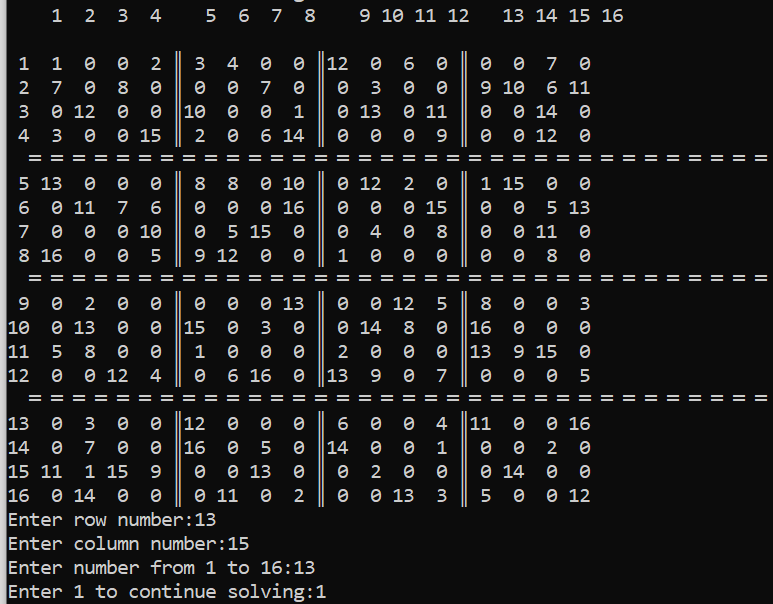 1 2 3 4 5 6 7 8 9 10 11 12 13 14 15 16
1 1 0 0 2 ║ 3 4 0 0 ║12 0 6 0 ║ 0 0 7 0
2 7 0 8 0 ║ 0 0 7 0 ║ 0 3 0 0 ║ 9 10 6 11
3 0 12 0 0 ║10 0 0 1 ║ 0 13 0 11 ║ 0 0 14 0
4 3 0 0 15 ║ 2 0 6 14 ║ 0 0 0 9 ║ 0 0 12 0
= = = = = = = = = = = = = = = = = = = = = = = = = = = = = = = = = =
5 13 0 0 0 ║ 8 8 0 10 ║ 0 12 2 0 ║ 1 15 0 0
6 0 11 7 6 ║ 0 0 0 16 ║ 0 0 0 15 ║ 0 0 5 13
7 0 0 0 10 ║ 0 5 15 0 ║ 0 4 0 8 ║ 0 0 11 0
8 16 0 0 5 ║ 9 12 0 0 ║ 1 0 0 0 ║ 0 0 8 0
= = = = = = = = = = = = = = = = = = = = = = = = = = = = = = = = = =
9 0 2 0 0 ║ 0 0 0 13 ║ 0 0 12 5 ║ 8 0 0 3
10 0 13 0 0 ║15 0 3 0 ║ 0 14 8 0 ║16 0 0 0
11 5 8 0 0 ║ 1 0 0 0 ║ 2 0 0 0 ║13 9 15 0
12 0 0 12 4 ║ 0 6 16 0 ║13 9 0 7 ║ 0 0 0 5
= = = = = = = = = = = = = = = = = = = = = = = = = = = = = = = = = =
13 0 3 0 0 ║12 0 0 0 ║ 6 0 0 4 ║11 0 0 16
14 0 7 0 0 ║16 0 5 0 ║14 0 0 1 ║ 0 0 2 0
15 11 1 15 9 ║ 0 0 13 0 ║ 0 2 0 0 ║ 0 14 0 0
16 0 14 0 0 ║ 0 11 0 2 ║ 0 0 13 3 ║ 5 0 0 12
Enter row number:13
Enter column number:15
Enter number from 1 to 16:13
Enter 1 to continue solving:1